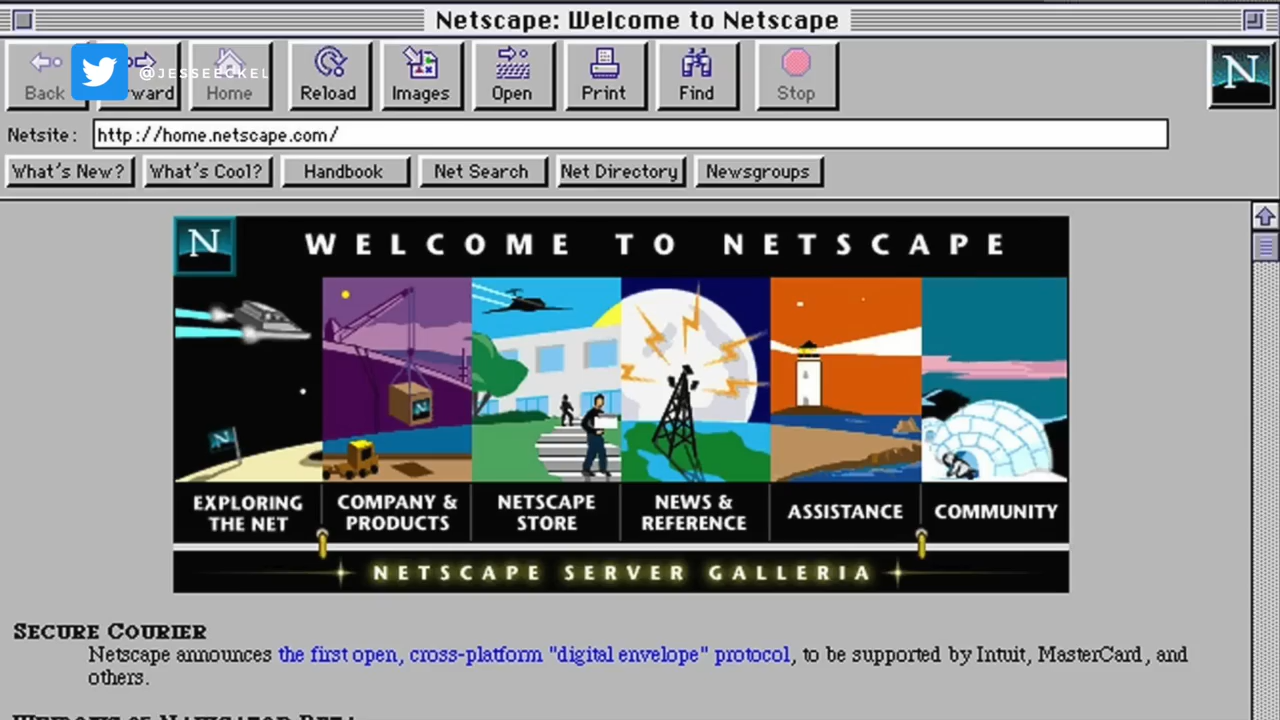 Netscape: Welcome to Netscape
@JESSEECKEL
Back
Home
Reload
Images
Open
Print
Find
Stop
N
Netsite:
http://home.netscape.com/
What's New?
What's Cool?
Handbook
Net Search
Net Directory
Newsgroups
N
WELCOME TO NETSCAPE
EXPLORING
THE NET
COMPANY &
PRODUCTS
NETSCAPE
STORE
NEWS &
REFERENCE
ASSISTANCE
COMMUNITY
NETSCAPE SERVER GALLERIA
SECURE COURIER
Netscape announces the first open, cross-platform "digital envelope" protocol, to be supported by Intuit, MasterCard, and
others.